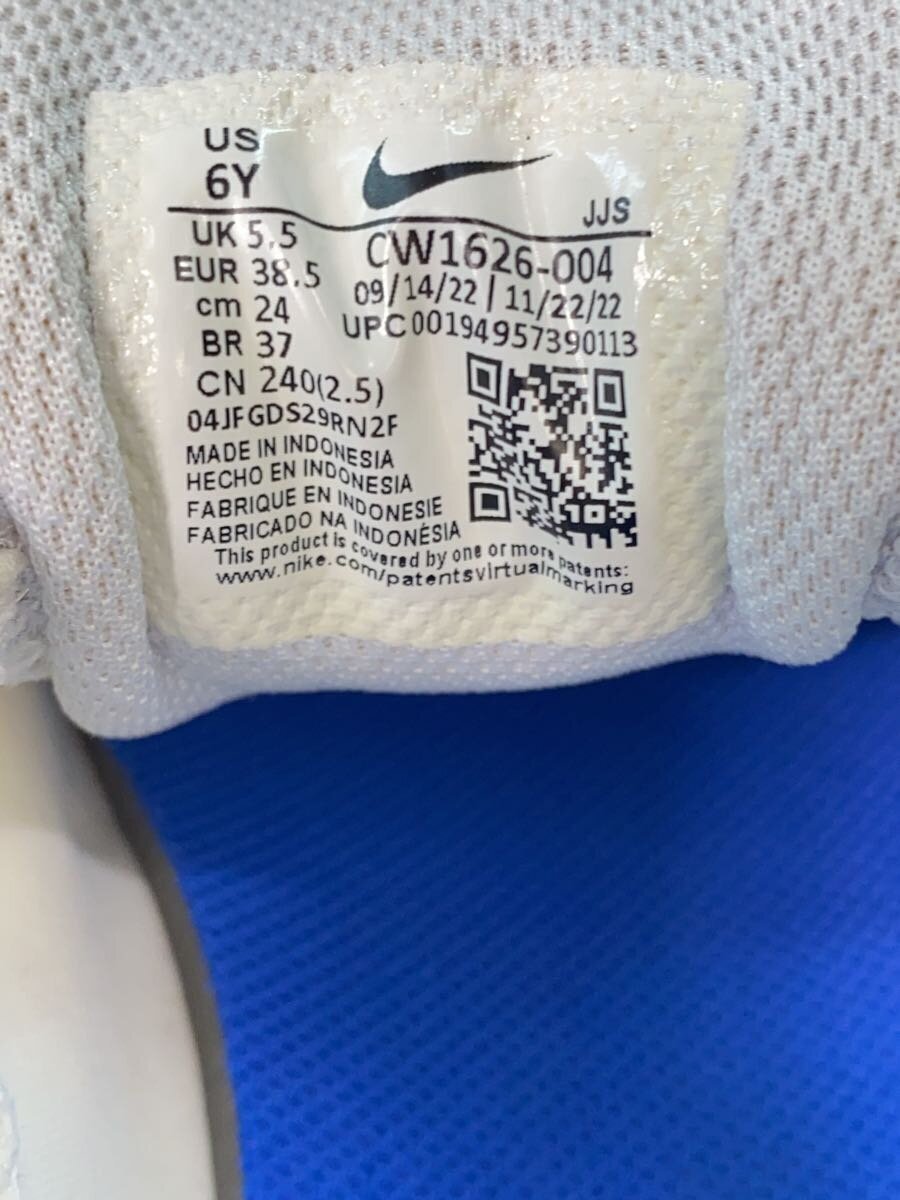 US
6Y
JJS
UK 5.5
EUR 38.5
cm 24
BR 37
CN 240(2.5)
CW1626-004
09/14/22 | 11/22/22
UPC00194957390113
04JFGDS29RN2F
MADE IN INDONESIA
HECHO EN INDONESIA
FABRIQUE EN INDONESIE
FABRICADO NA INDONÉSIA
This product is covered by one or more patents:
www.nike.com/patentsvirtualmarking
10